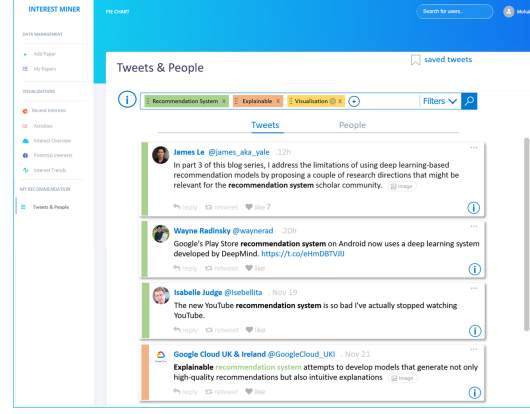 INTEREST MINER
PIE CHART
Search for users..
DATA MANAGEMENT
Add Paper
My Papers
VISUALIZATIONS
Recent Interests
Activities
Interest Overview
Potential Interests
Interest Trends
MY RECOMMENDATION
Tweets & People
Tweets & People
saved tweets
Recommendation System X
Explainable X
Visualisation X
Filters
Tweets
People
James Le @james_aka_yale . 12h
In part 3 of this blog series, I address the limitations of using deep learning-based
recommendation models by proposing a couple of research directions that might be
relevant for the recommendation system scholar community. image
reply retweet like 7
Wayne Radinsky @waynerad . 20h
Google's Play Store recommendation system on Android now uses a deep learning system
developed by DeepMind.
reply retweet like
Isabelle Judge @Isebellita . Nov 19
The new YouTube recommendation system is so bad I've actually stopped watching
YouTube.
reply retweet like
Google Cloud UK & Ireland @GoogleCloud_UKI . Nov 21
Explainable recommendation system attempts to develop models that generate not only
high-quality recommendations but also intuitive explanations image
reply retweet like